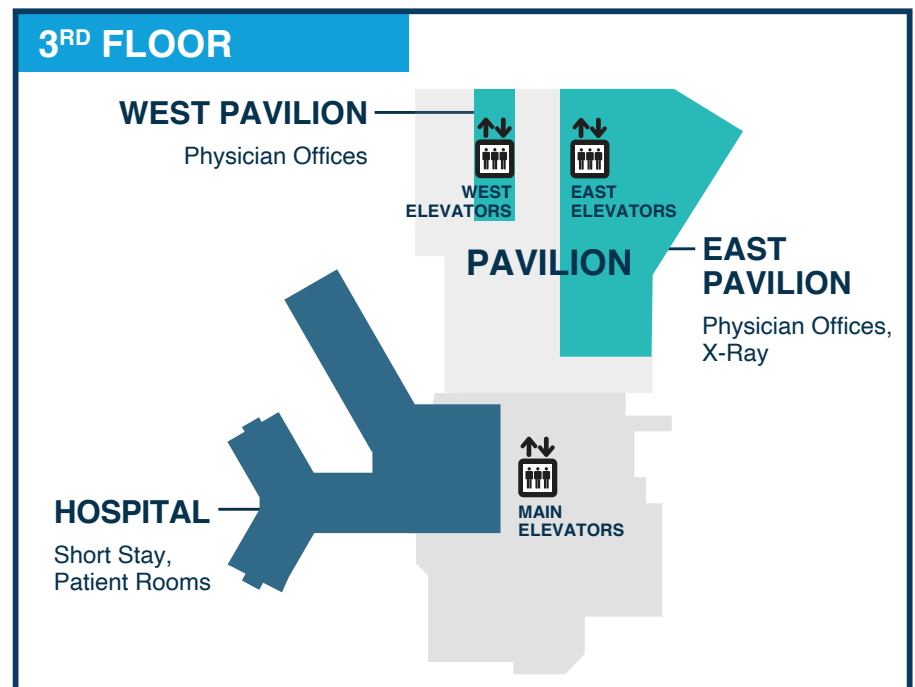 3RD FLOOR
WEST PAVILION
Physician Offices
WEST
ELEVATORS
EAST
ELEVATORS
PAVILION
EAST
PAVILION
Physician Offices,
X-Ray
MAIN
ELEVATORS
HOSPITAL
Short Stay,
Patient Rooms